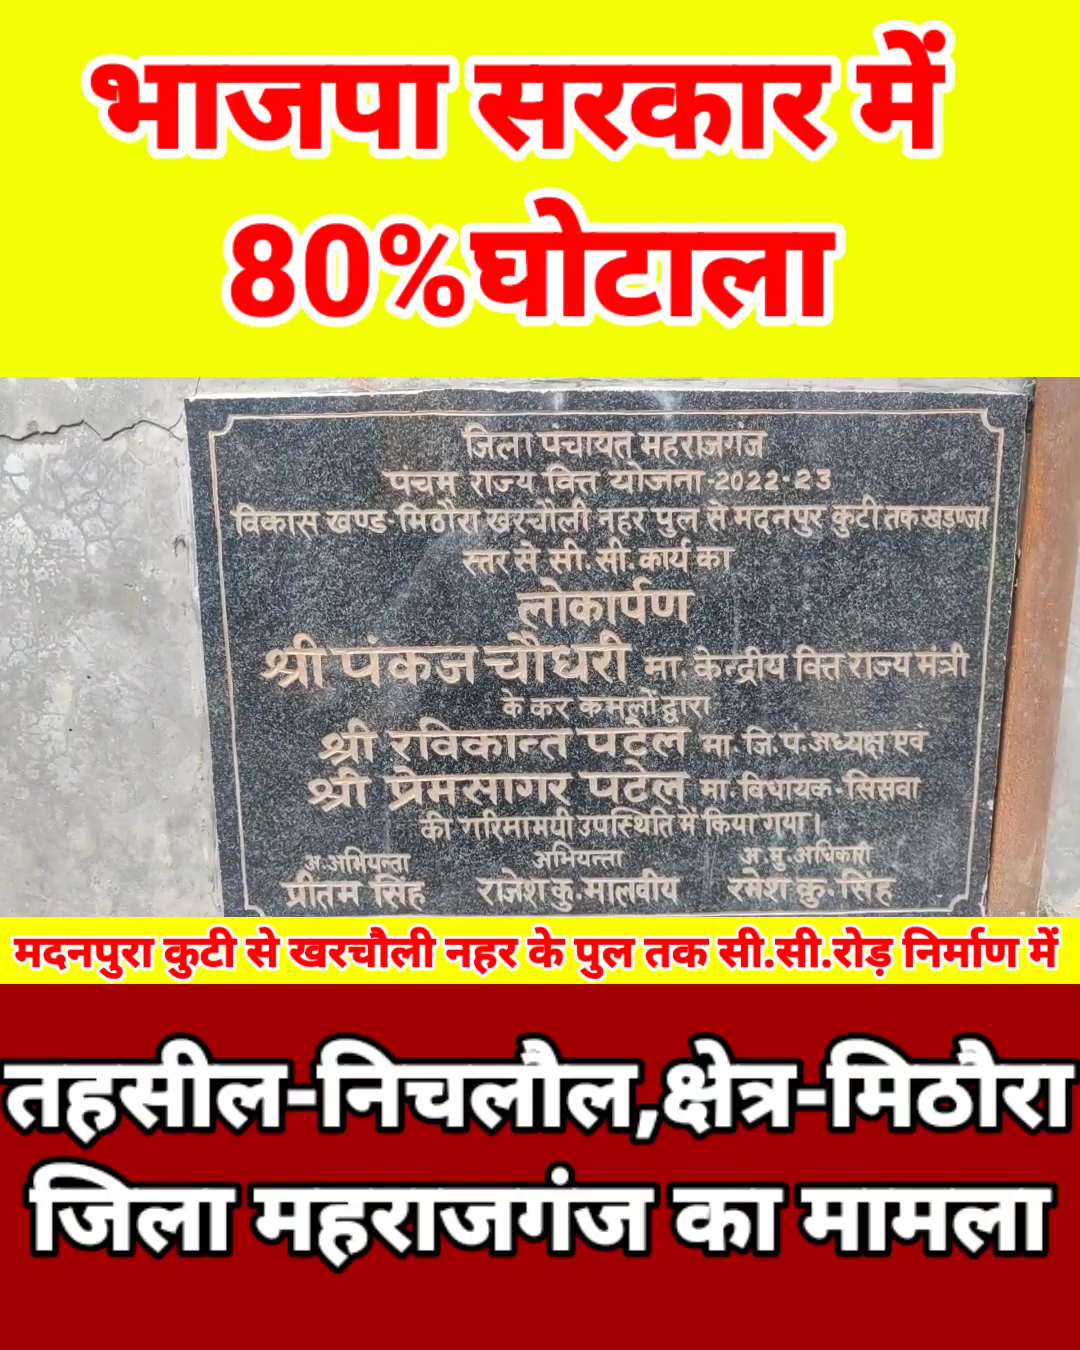 भाजपा सरकार में
80%घोटाला
जिला पंचायत महराजगंज
पंचम राज्य वित्त योजना-2022-23
विकास खण्ड-मिठौरा खरचौली नहर पुल से मदनपुर कुटी तक खडण्जा
स्तर से सी. सी. कार्य का
लोकार्पण
श्री पंकज चौधरी मा. केन्द्रीय वित्त राज्य मंत्री
के कर कमलों द्वारा
श्री रविकान्त पटेल मा. जि. पं. अध्यक्ष एवं
श्री प्रेमसागर पटेल मा. विधायक-सिसवा
की गरिमामयी उपस्थिति में किया गया।
अ. अभियन्ता अभियन्ता अ. मु. अधिकारी
प्रीतम सिंह राजेश कु. मालवीय रमेश कु. सिंह
मदनपुरा कुटी से खरचौली नहर के पुल तक सी.सी.रोड़ निर्माण में
तहसील-निचलौल,क्षेत्र-मिठौरा
जिला महराजगंज का मामला